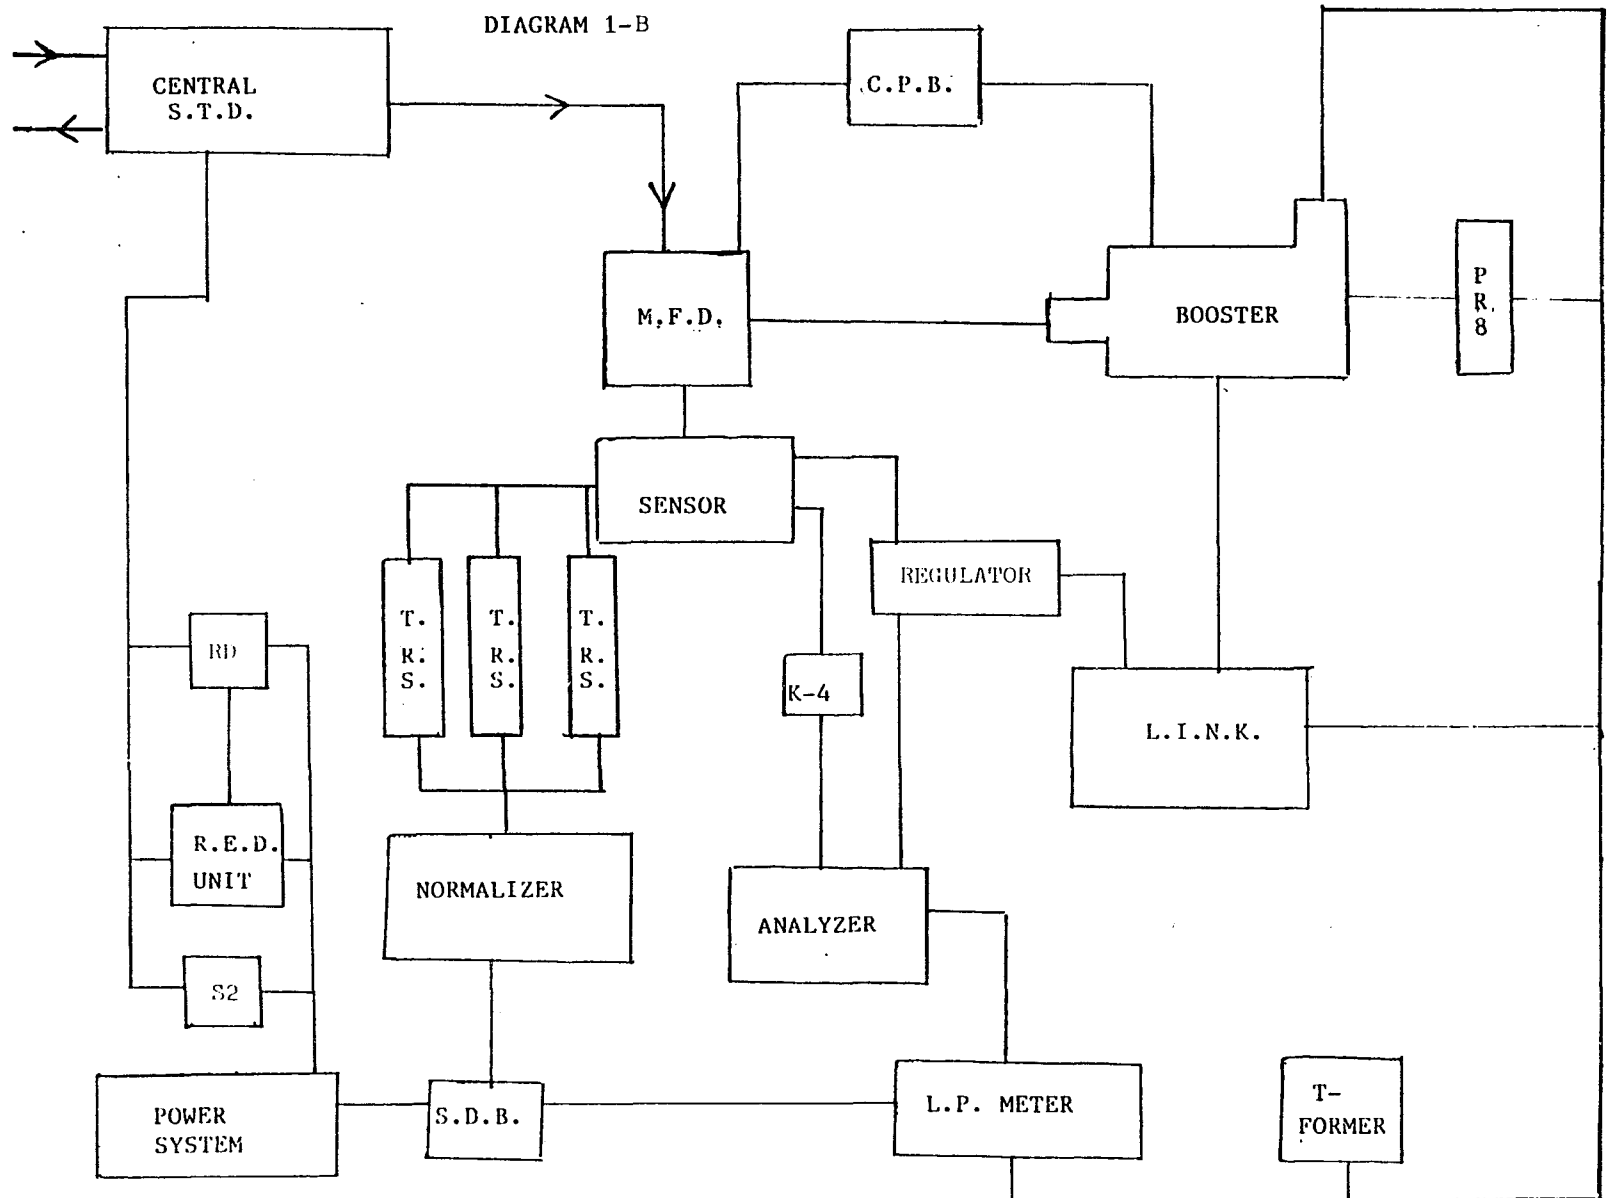 DIAGRAM 1-B
CENTRAL
S.T.D.
C.P.B.
M.F.D.
BOOSTER
P
R
8
SENSOR
REGULATOR
T.
R.
S.
T.
R.
S.
T.
R.
S.
RD
K-4
L.I.N.K.
R.E.D.
UNIT
NORMALIZER
ANALYZER
S2
POWER
SYSTEM
S.D.B.
L.P. METER
T-
FORMER